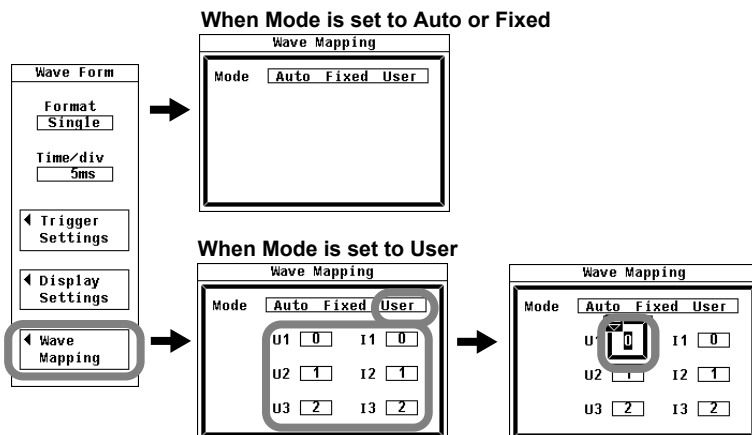 When Mode is set to Auto or Fixed
Wave Mapping
Mode Auto Fixed User
Wave Form
Format
Single
Time/div
5ms
Trigger
Settings
Display
Settings
Wave
Mapping
When Mode is set to User
Wave Mapping
Mode Auto Fixed User
U1 0 I1 0
U2 1 I2 1
U3 2 I3 2
Wave Mapping
Mode Auto Fixed User
U1 0 I1 0
U2 1 I2 1
U3 2 I3 2